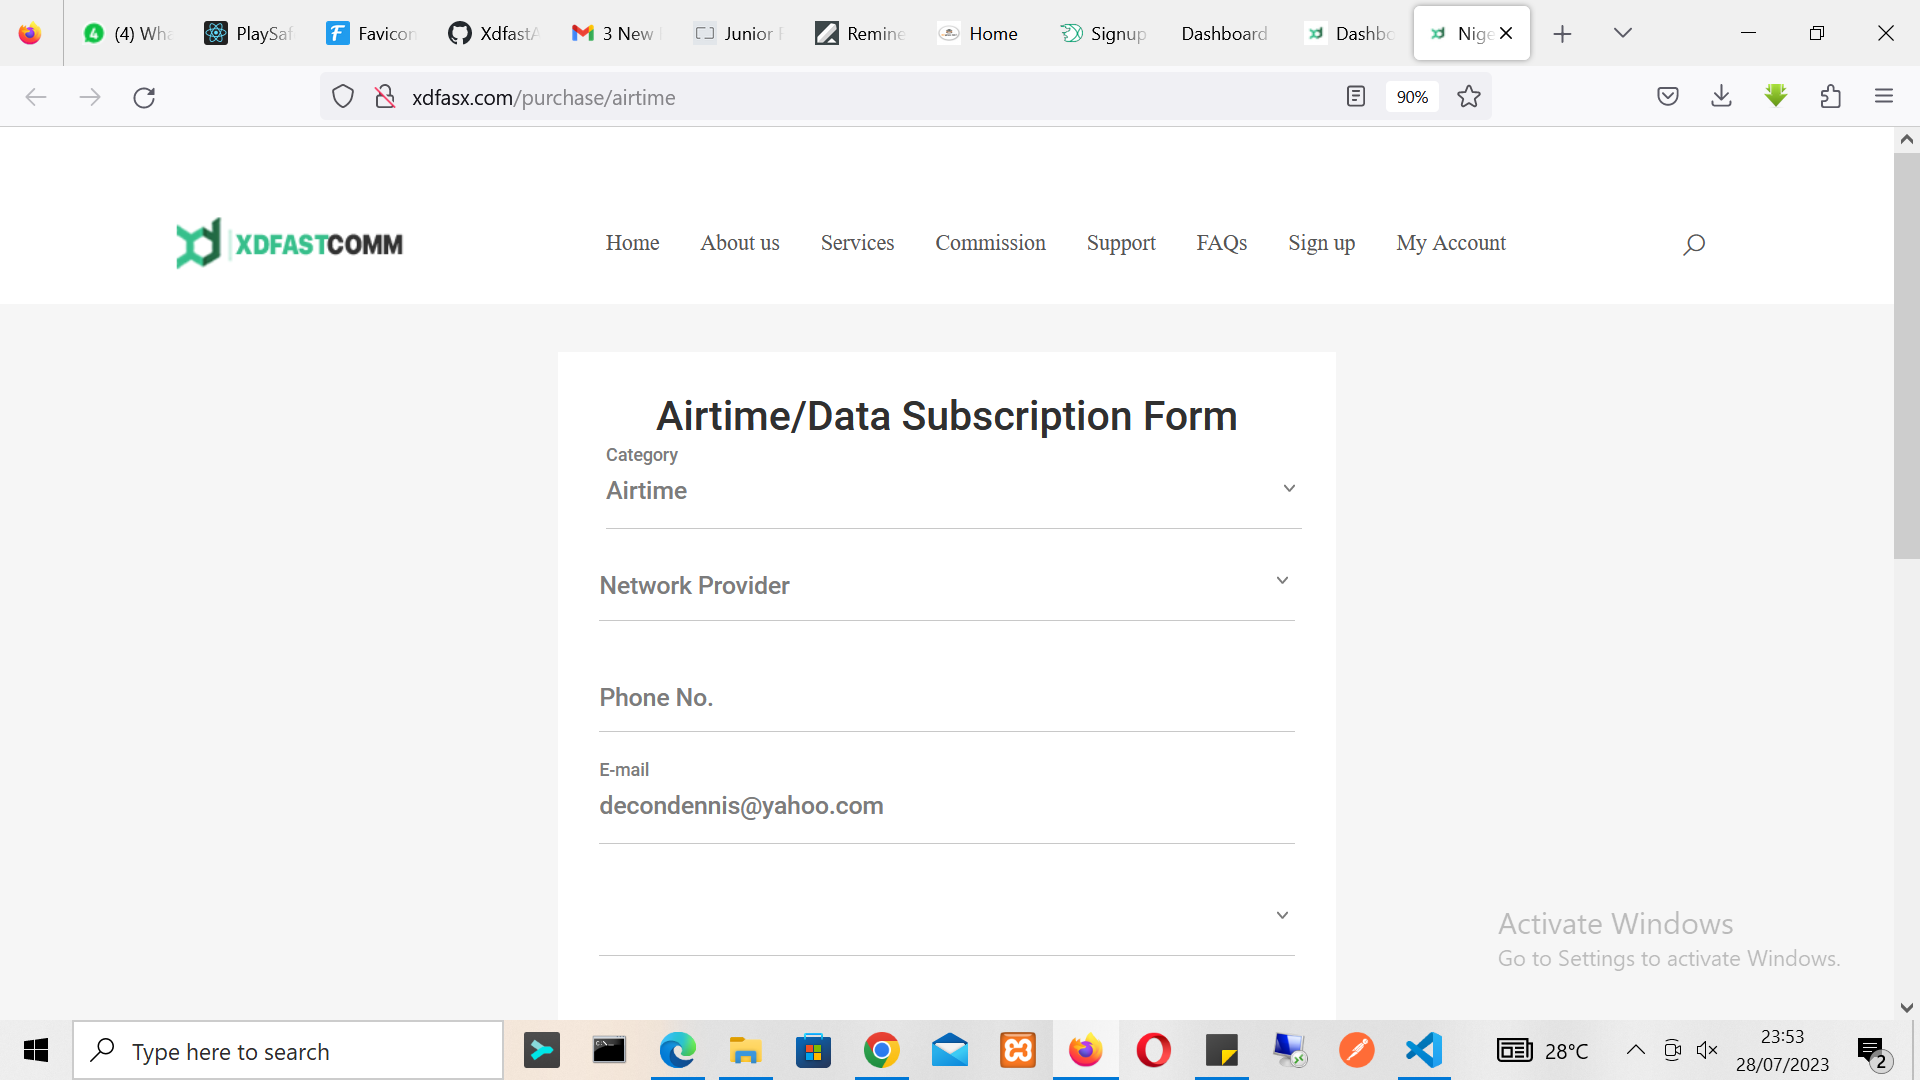 (4) Wha
PlaySaf
Favicon
XdfastA
3 New
Junior
Remine
Home
Signup
Dashboard
Dashbo
Nige
xdfasx.com/purchase/airtime
90%
XDFASTCOMM
Home
About us
Services
Commission
Support
FAQs
Sign up
My Account
Airtime/Data Subscription Form
Category
Airtime
Network Provider
Phone No.
E-mail
decondennis@yahoo.com
Activate Windows
Go to Settings to activate Windows.
Type here to search
28°C
23:53
28/07/2023
2